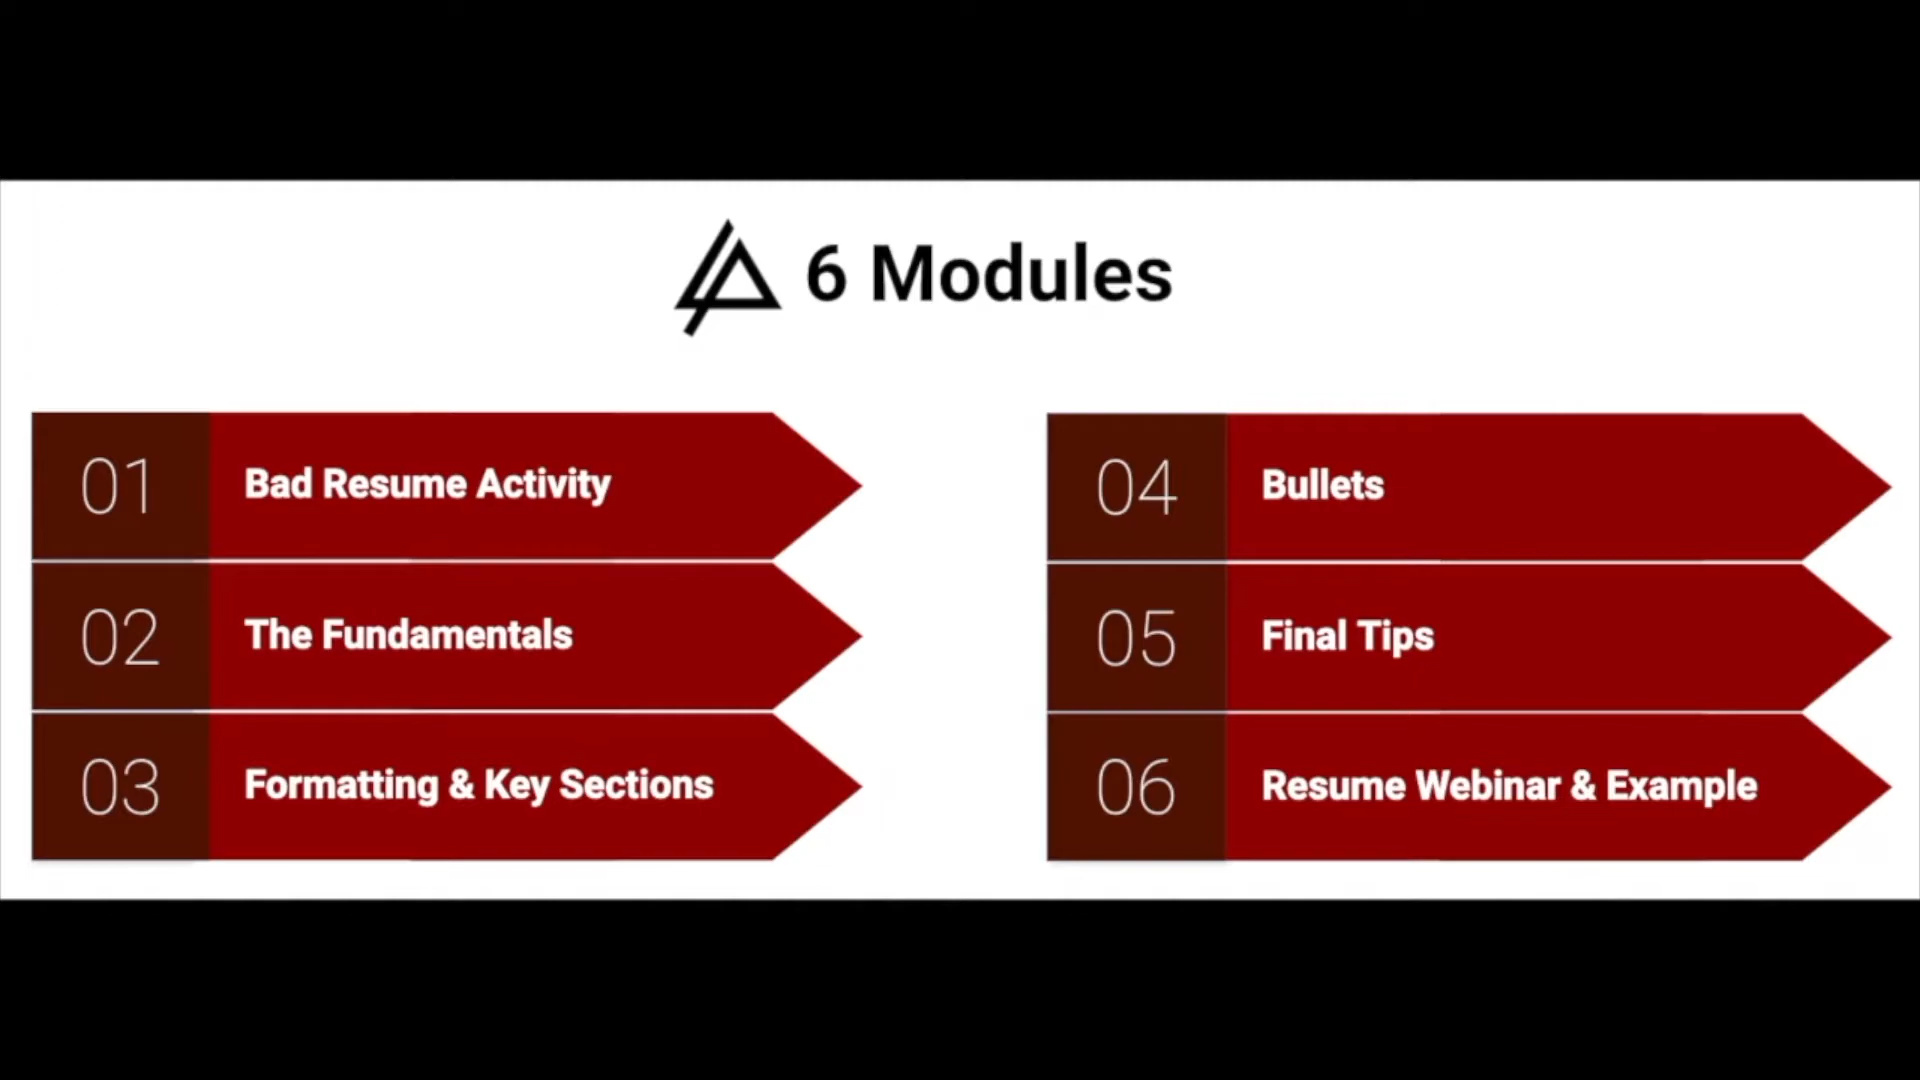 6 Modules
01 Bad Resume Activity
02 The Fundamentals
03 Formatting & Key Sections
04 Bullets
05 Final Tips
06 Resume Webinar & Example